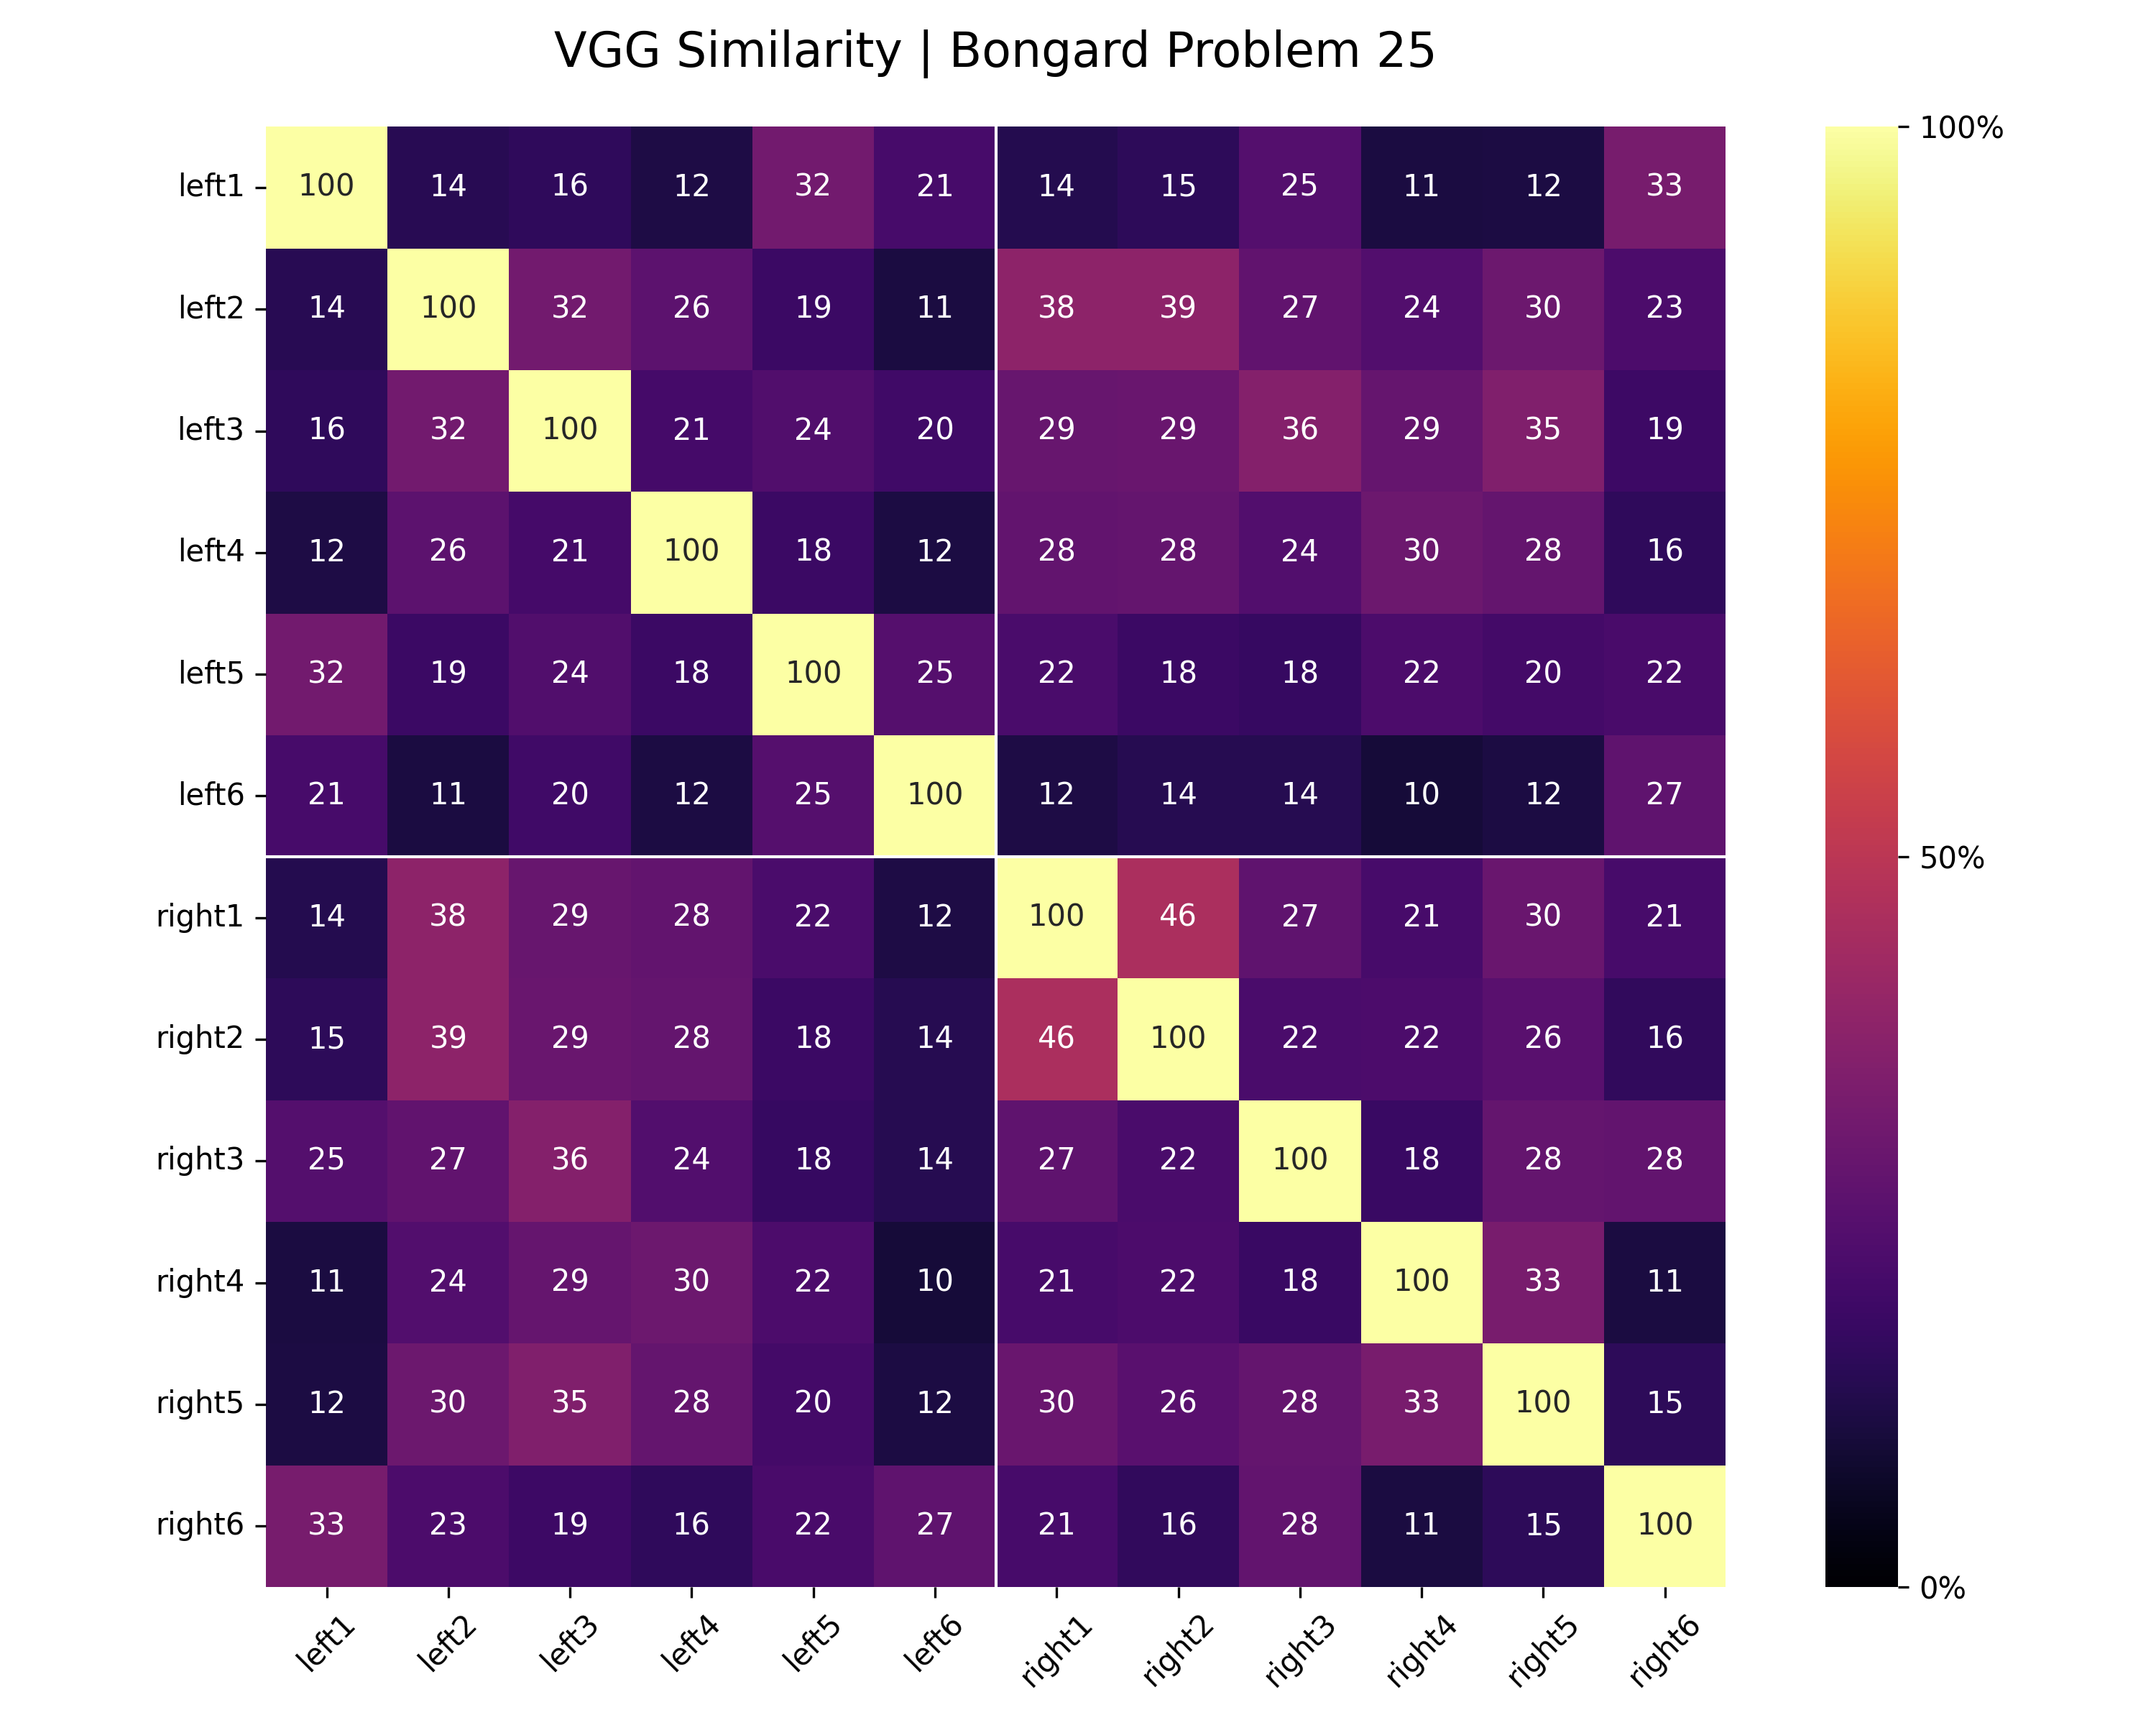 VGG Similarity | Bongard Problem 25
left1 100 14 16 12 32 21 14 15 25 11 12 33
left2 14 100 32 26 19 11 38 39 27 24 30 23
left3 16 32 100 21 24 20 29 29 36 29 35 19
left4 12 26 21 100 18 12 28 28 24 30 28 16
left5 32 19 24 18 100 25 22 18 18 22 20 22
left6 21 11 20 12 25 100 12 14 14 10 12 27
right1 14 38 29 28 22 12 100 46 27 21 30 21
right2 15 39 29 28 18 14 46 100 22 22 26 16
right3 25 27 36 24 18 14 27 22 100 18 28 28
right4 11 24 29 30 22 10 21 22 18 100 33 11
right5 12 30 35 28 20 12 30 26 28 33 100 15
right6 33 23 19 16 22 27 21 16 28 11 15 100
left1 left2 left3 left4 left5 left6 right1 right2 right3 right4 right5 right6
100%
50%
0%